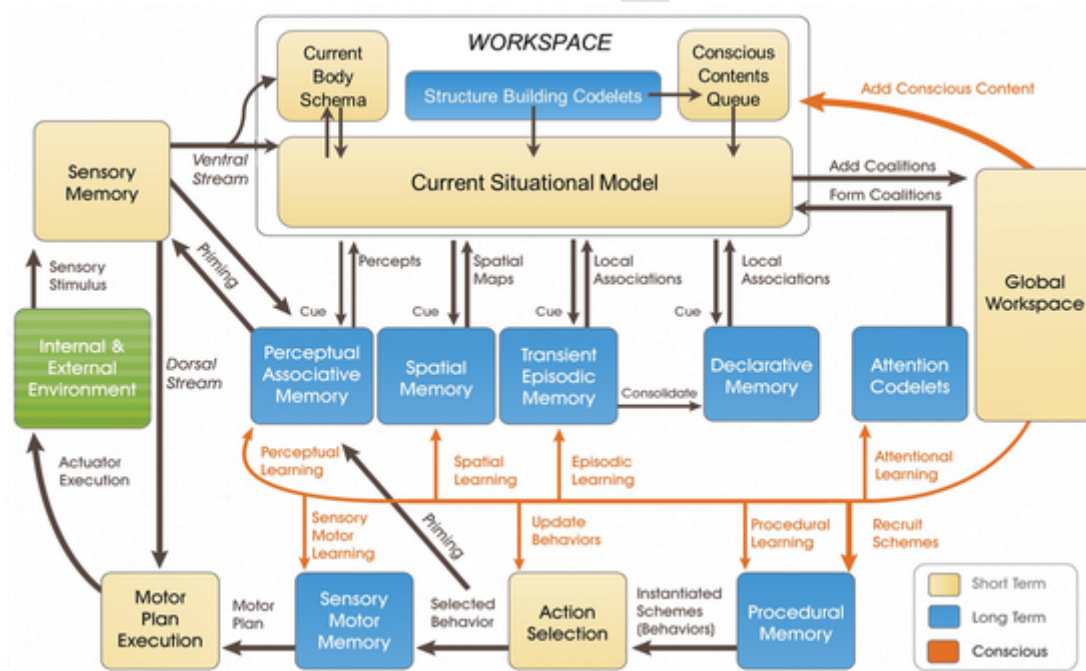 WORKSPACE
Current
Body
Schema
Structure Building Codelets
Conscious
Contents
Queue
Add Conscious Content
Sensory
Memory
Ventral
Stream
Current Situational Model
Add Coalitions
Form Coalitions
Priming
Percepts
Spatial
Maps
Local
Associations
Local
Associations
Sensory
Stimulus
Cue
Cue
Cue
Cue
Global
Workspace
Internal &
External
Environment
Dorsal
Stream
Perceptual
Associative
Memory
Spatial
Memory
Transient
Episodic
Memory
Consolidate
Declarative
Memory
Attention
Codelets
Actuator
Execution
Perceptual
Learning
Spatial
Learning
Episodic
Learning
Attentional
Learning
Sensory
Motor
Learning
Priming
Update
Behaviors
Procedural
Learning
Recruit
Schemes
Motor
Plan
Execution
Motor
Plan
Sensory
Motor
Memory
Selected
Behavior
Action
Selection
Instantiated
Schemes
(Behaviors)
Procedural
Memory
Short Term
Long Term
Conscious